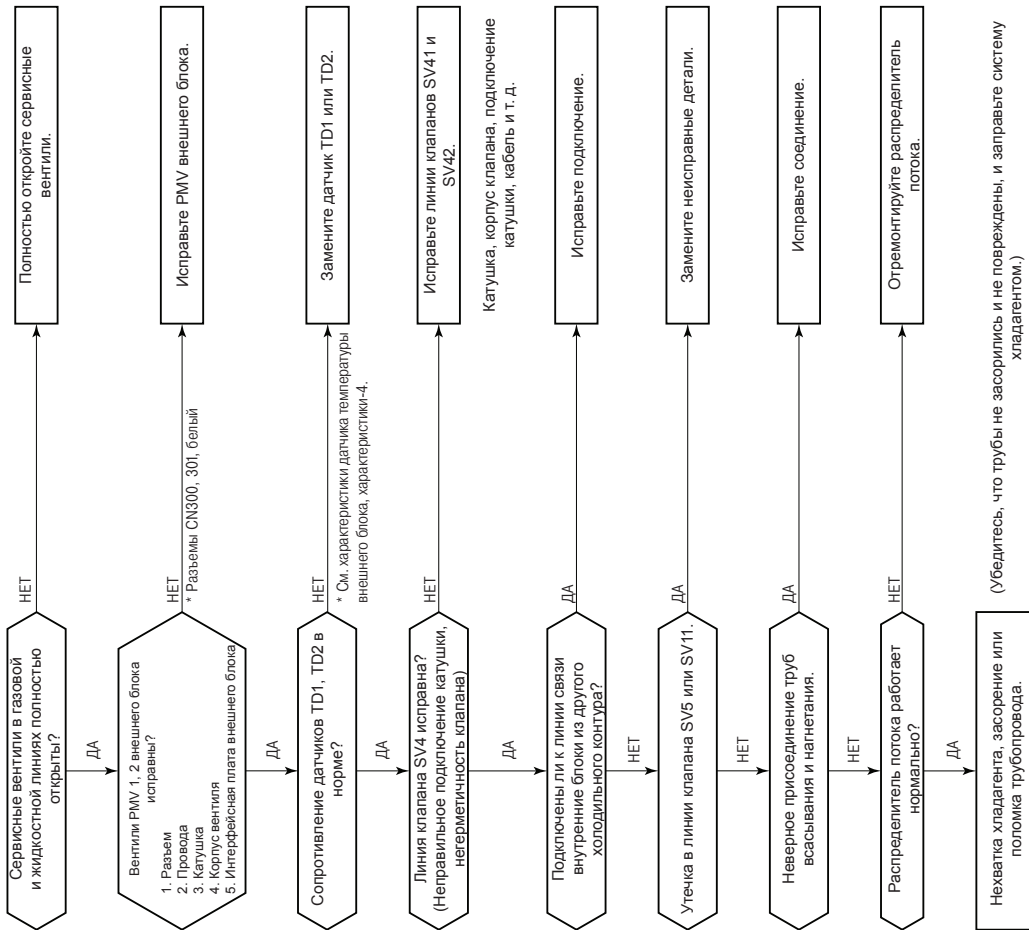 Сервисные вентили в газовой
и жидкостной линиях полностью
открыты?
НЕТ
Полностью откройте сервисные
вентили.
ДА
Вентили PMV 1, 2 внешнего блока
исправны?
1. Разъем
2. Провода
3. Катушка
4. Корпус вентиля
5. Интерфейсная плата внешнего блока
НЕТ
* Разъемы CN300, 301, белый
Исправьте PMV внешнего блока.
ДА
Сопротивление датчиков TD1, TD2 в
норме?
НЕТ
* См. характеристики датчика температуры
внешнего блока, характеристики-4.
Замените датчик TD1 или TD2.
ДА
Линия клапана SV4 исправна?
(Неправильное подключение катушки,
негерметичность клапана)
НЕТ
Исправьте линии клапанов SV41 и
SV42.
Катушка, корпус клапана, подключение
катушки, кабель и т. д.
ДА
Подключены ли к линии связи
внутренние блоки из другого
холодильного контура?
ДА
Исправьте подключение.
НЕТ
Утечка в линии клапана SV5 или SV11.
ДА
Замените неисправные детали.
НЕТ
Неверное присоединение труб
всасывания и нагнетания.
ДА
Исправьте соединение.
НЕТ
Распределитель потока работает
нормально?
НЕТ
Отремонтируйте распределитель
потока.
ДА
Нехватка хладагента, засорение или
поломка трубопровода.
(Убедитесь, что трубы не засорились и не повреждены, и заправьте систему
хладагентом.)